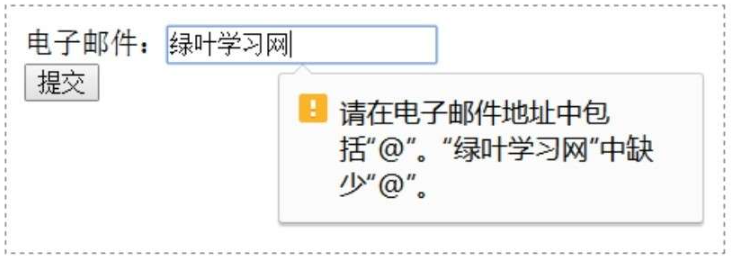 电子邮件：绿叶学习网
提交
请在电子邮件地址中包
括“@”。“绿叶学习网”中缺
少“@”。